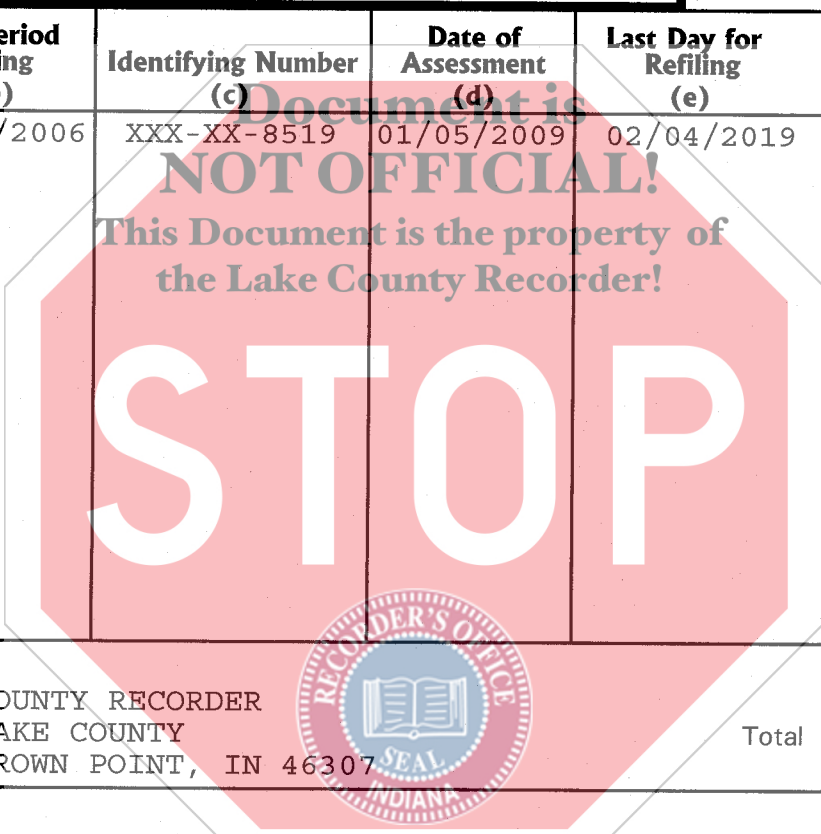 eriod
ing
)
Identifying Number
(c)
Date of
Assessment
(d)
Last Day for
Refiling
(e)
/2006 XXX-XX-8519 01/05/2009 02/04/2019
Document is
NOT OFFICIAL!
This Document is the property of
the Lake County Recorder!
STOP
OUNTY RECORDER
AKE COUNTY
ROWN POINT, IN 46307
Total
RECORDER'S OFFICE
SEAL
INDIANA